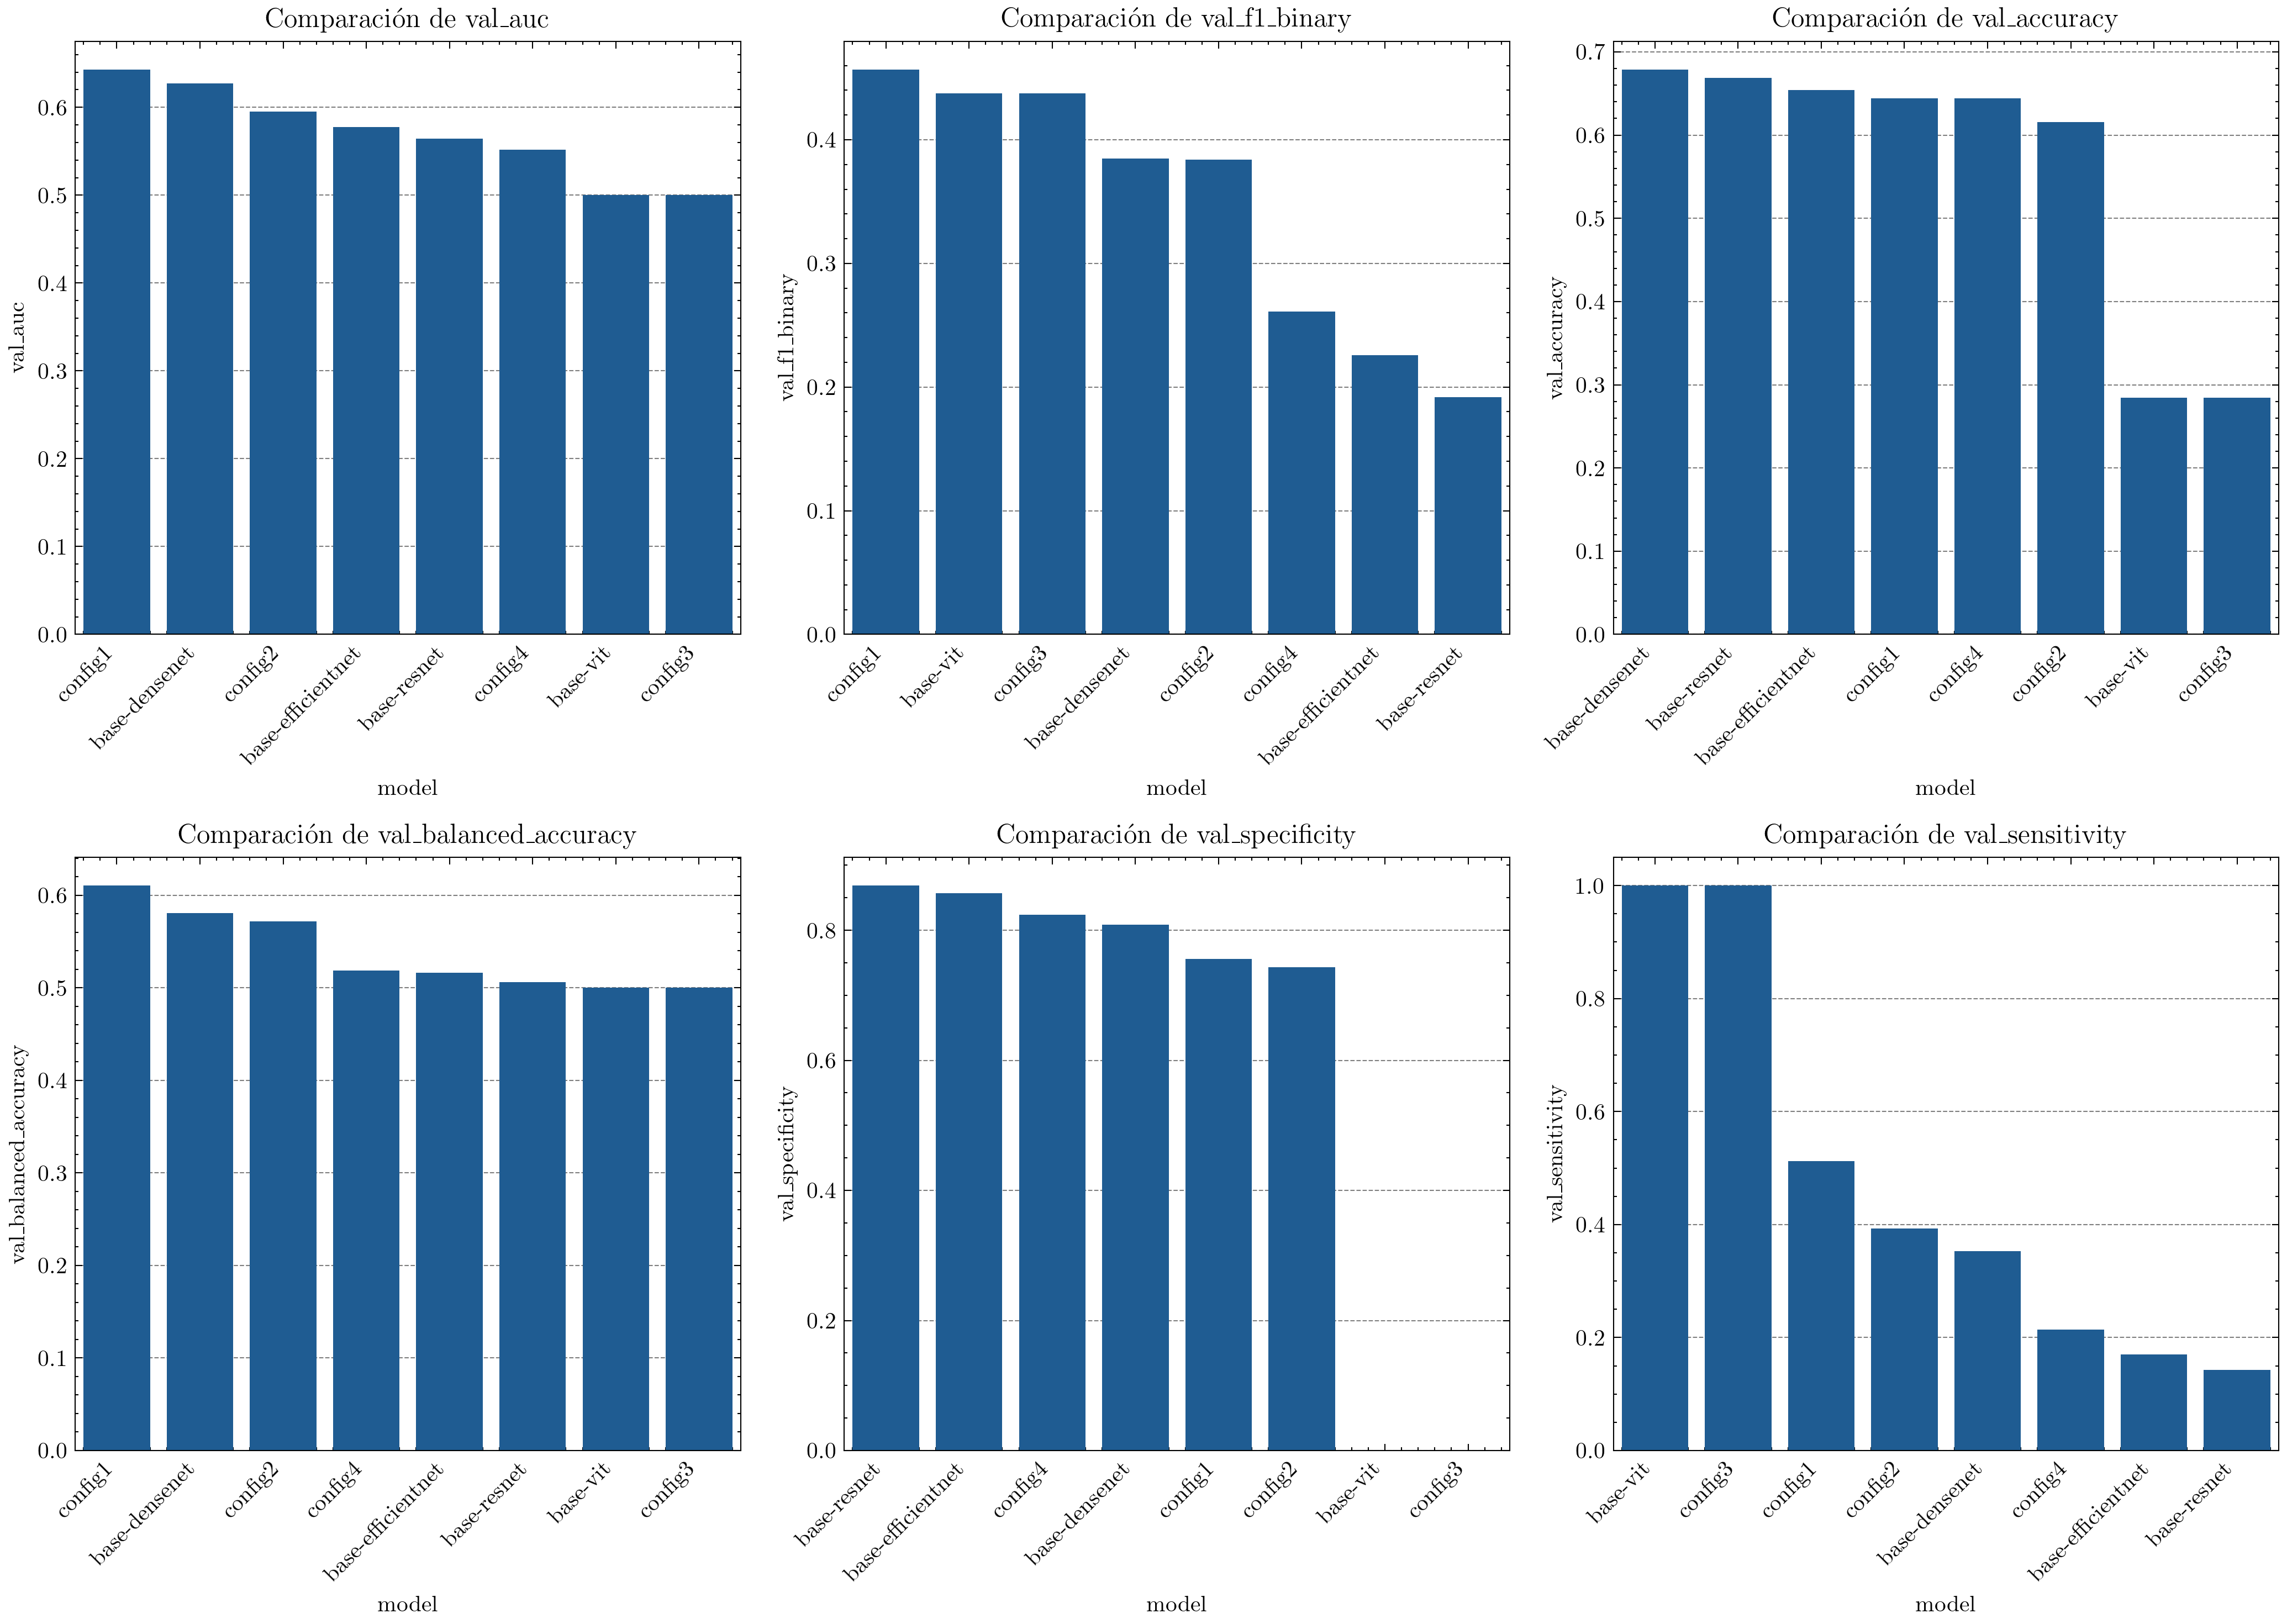 Comparación de val_auc
val_auc
0.6
0.5
0.4
0.3
0.2
0.1
0.0
config1
base-densenet
config2
base-efficientnet
base-resnet
config4
base-vit
config3
model
Comparación de val_f1_binary
val_f1_binary
0.4
0.3
0.2
0.1
0.0
config1
base-vit
config3
base-densenet
config2
config4
base-efficientnet
base-resnet
model
Comparación de val_accuracy
val_accuracy
0.7
0.6
0.5
0.4
0.3
0.2
0.1
0.0
base-densenet
base-resnet
base-efficientnet
config1
config4
config2
base-vit
config3
model
Comparación de val_balanced_accuracy
val_balanced_accuracy
0.6
0.5
0.4
0.3
0.2
0.1
0.0
config1
base-densenet
config2
config4
base-efficientnet
base-resnet
base-vit
config3
model
Comparación de val_specificity
val_specificity
0.8
0.6
0.4
0.2
0.0
base-resnet
base-efficientnet
config4
base-densenet
config1
config2
base-vit
config3
model
Comparación de val_sensitivity
val_sensitivity
1.0
0.8
0.6
0.4
0.2
0.0
base-vit
config3
config1
config2
base-densenet
config4
base-efficientnet
base-resnet
model